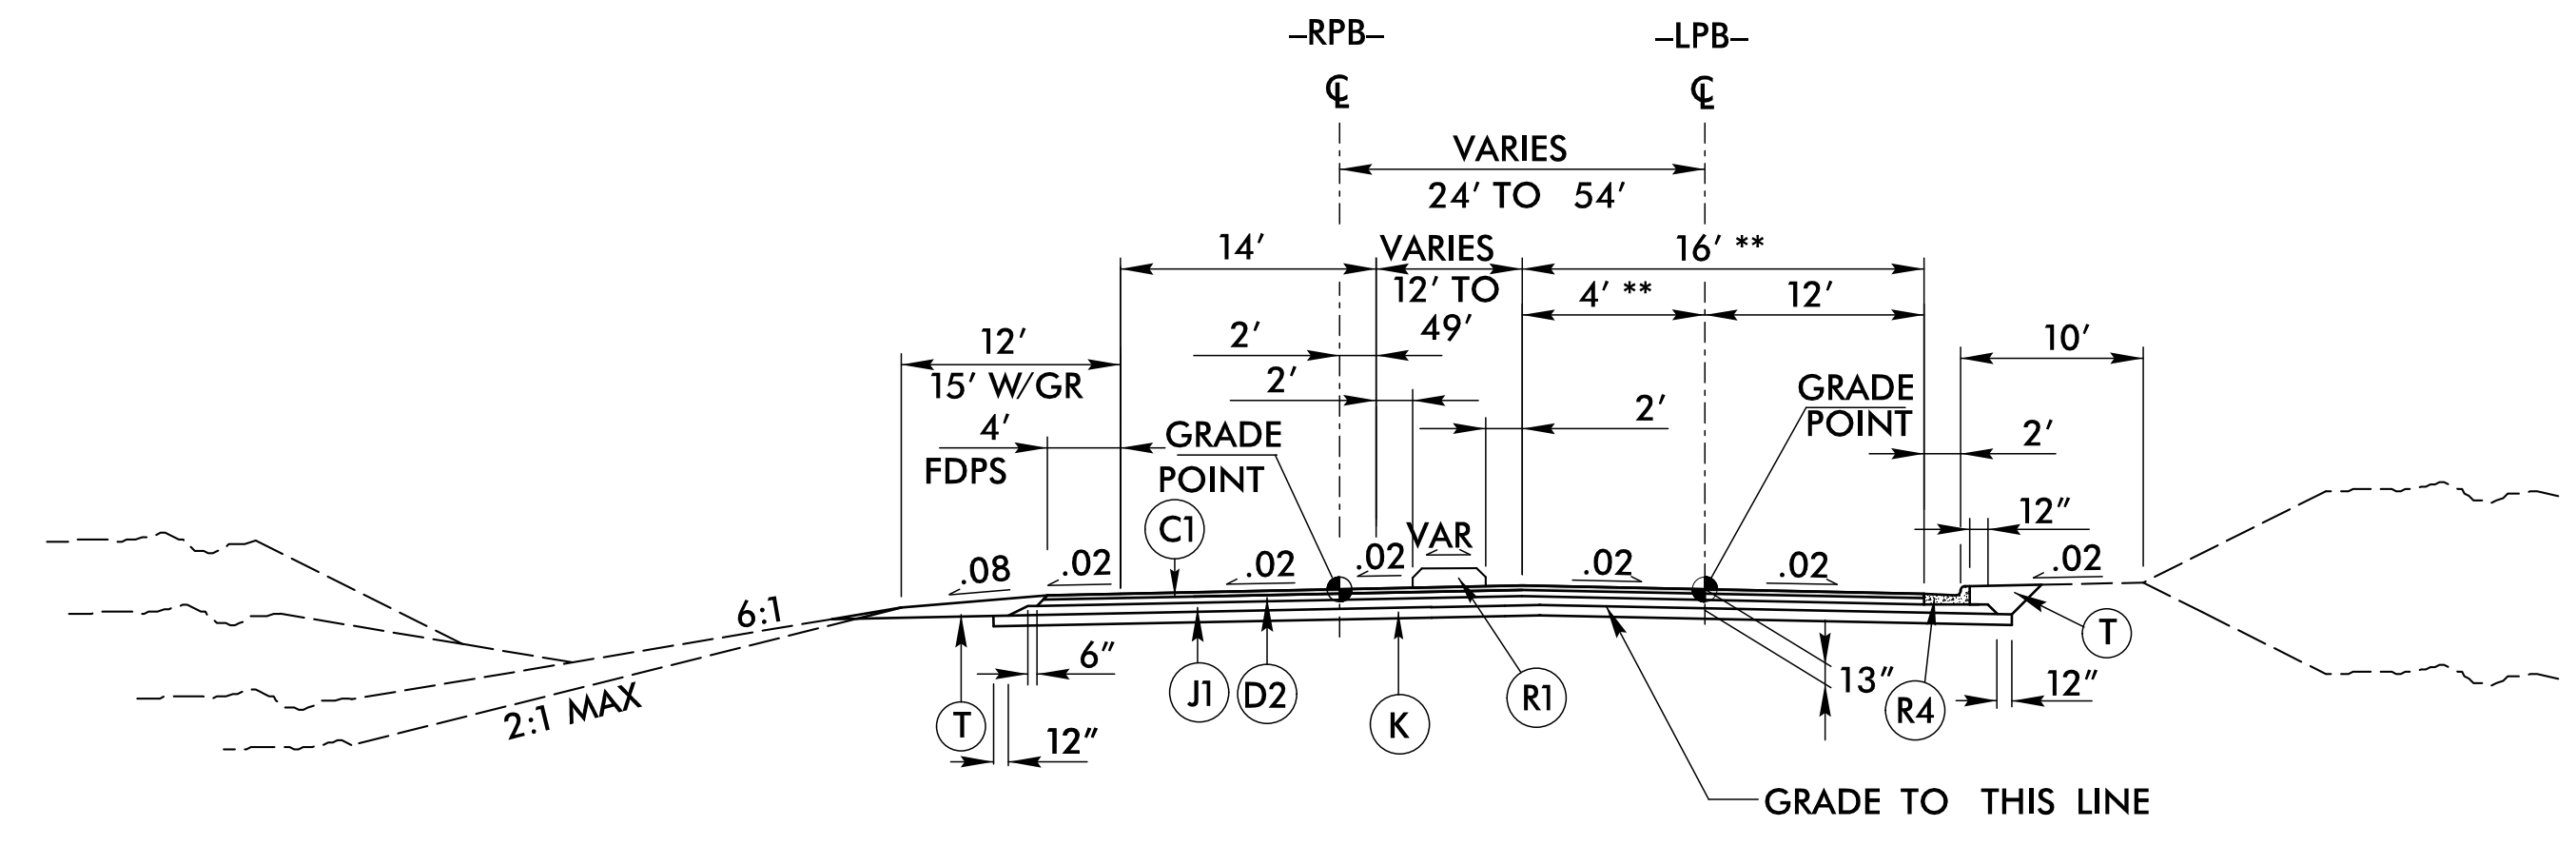 –RPB–
–LPB–
℄
℄
VARIES
24' TO 54'
14'
VARIES
12' TO
49'
16' **
4' **
12'
12'
15' W/GR
4'
FDPS
2'
2'
2'
10'
2'
12"
GRADE
POINT
GRADE
POINT
C1
VAR
.08
.02
.02
.02
.02
.02
.02
6:1
2:1 MAX
6"
12"
T
J1
D2
K
R1
13"
R4
T
12"
GRADE TO THIS LINE